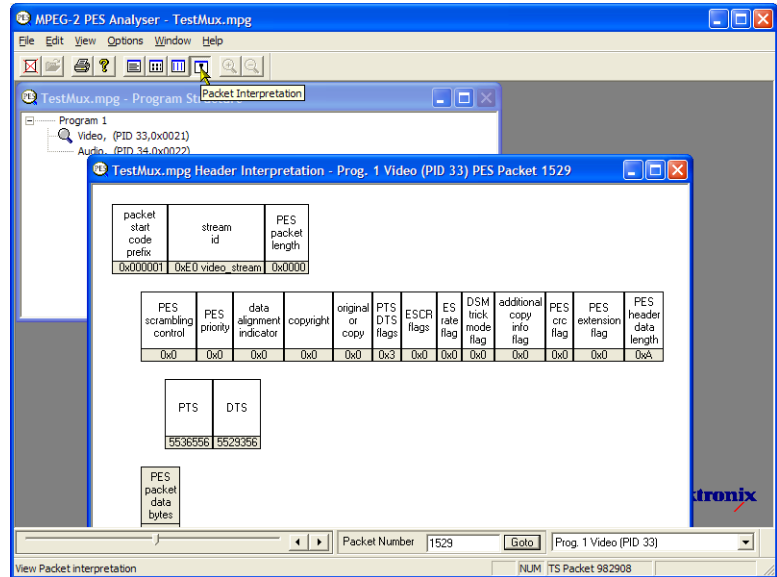 MPEG-2 PES Analyser - TestMux.mpg
File Edit View Options Window Help
Packet Interpretation
TestMux.mpg - Program
Program 1
Video, (PID 33,0x0021)
Audio, (PID 34,0x0022)
TestMux.mpg Header Interpretation - Prog. 1 Video (PID 33) PES Packet 1529
packet start code prefix
stream id
PES packet length
0x000001 0xE0 video_stream 0x0000
PES scrambling control
PES priority
data alignment indicator
copyright
original or copy
PTS DTS flags
ESCR flags
ES rate flag
DSM trick mode flag
additional copy info flag
PES crc flag
PES extension flag
PES header data length
0x0 0x0 0x0 0x0 0x0 0x3 0x0 0x0 0x0 0x0 0x0 0x0 0xA
PTS DTS
5536556 5529356
PES packet data bytes
tronix
Packet Number 1529 Goto Prog. 1 Video (PID 33)
View Packet interpretation NUM TS Packet 982908